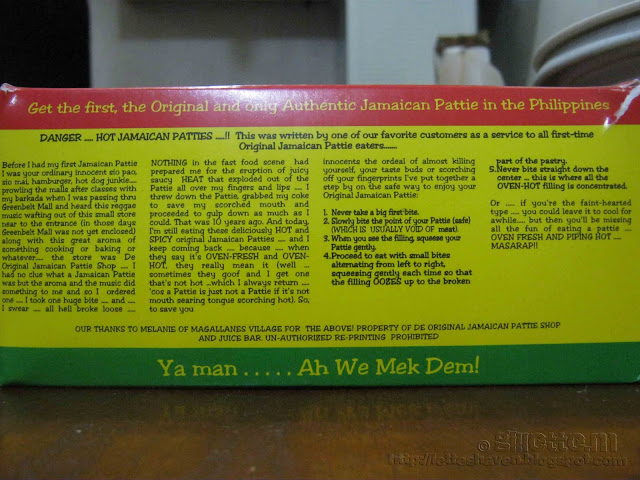 Get the first, the Original and only Authentic Jamaican Pattie in the Philippines
DANGER .... HOT JAMAICAN PATTIES ....!! This was written by one of our favorite customers as a service to all first-time
Original Jamaican Pattie eaters......
Before I had my first Jamaican Pattie
I was your ordinary innocent sio pao,
sio mai, hamburger, hot dog junkie....
prowling the malls after classes with
my barkada when I was passing thru
Greenbelt Mall and heard this reggae
music wafting out of this small store
near to the entrance (in those days
Greenbelt Mall was not yet enclosed)
along with this great aroma of
something cooking or baking or
whatever..... the store was De
Original Jamaican Pattie Shop .... I
had no clue what a Jamaican Pattie
was but the aroma and the music did
something to me and so I ordered
one .... I took one huge bite .... and ....
I swear .... all hell broke loose ....
NOTHING in the fast food scene had
prepared me for the eruption of juicy
saucy HEAT that exploded out of the
Pattie all over my fingers and lips .... I
threw down the Pattie, grabbed my coke
to save my scorched mouth and
proceeded to gulp down as much as I
could. That was 10 years ago. And today,
I'm still eating these deliciously HOT and
SPICY original Jamaican Patties .... and I
keep coming back .... because .... when
they say it's OVEN-FRESH and OVEN-
HOT, they really mean it (well ...
sometimes they goof and I get one
that's not hot ..which I always return ....
'cos a Pattie is just not a Pattie if it's not
mouth searing tongue scorching hot). So,
to save you
innocents the ordeal of almost killing
yourself, your taste buds or scorching
off your fingerprints I've put together a
step by on the safe way to enjoy your
Original Jamaican Pattie:
1. Never take a big first bite.
2. Slowly bite the point of your Pattie (safe)
(WHICH IS USUALLY VOID OF meat).
3. When you see the filling, squeeze your
Pattie gently.
4.Proceed to eat with small bites
alternating from left to right,
squeezing gently each time so that
the filling OOZES up to the broken
part of the pastry.
5.Never bite straight down the
center ... this is where all the
OVEN-HOT filling is concentrated.
Or ..... if you're the faint-hearted
type ..... you could leave it to cool for
awhile..... but then you'll be missing
all the fun of eating a pattie ....
OVEN FRESH AND PIPING HOT ....
MASARAP!!
OUR THANKS TO MELANIE OF MAGALLANES VILLAGE FOR THE ABOVE! PROPERTY OF DE ORIGINAL JAMAICAN PATTIE SHOP
AND JUICE BAR. UN-AUTHORIZED RE-PRINTING PROHIBITED
Ya man ..... Ah We Mek Dem!